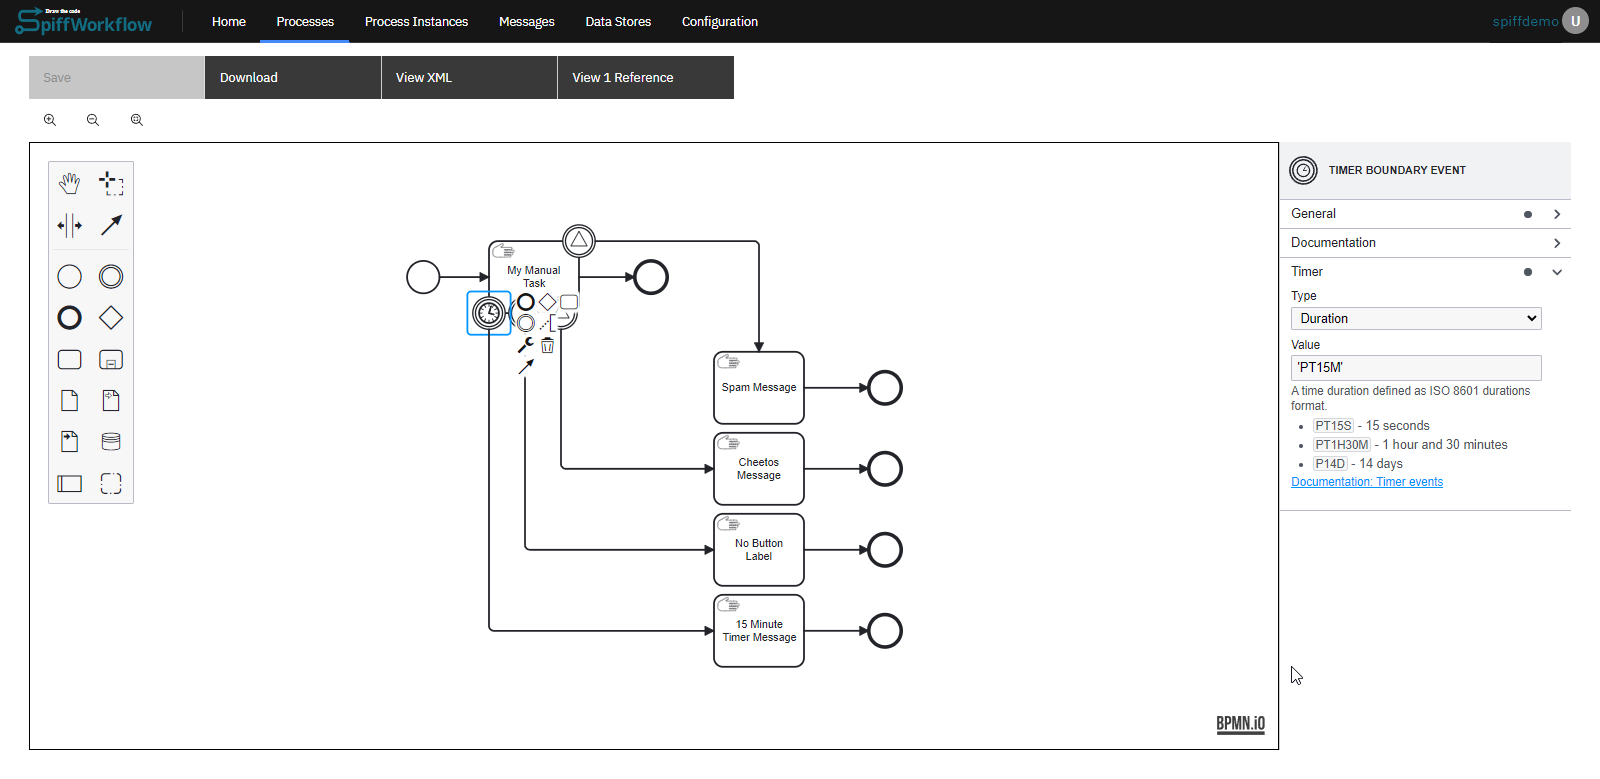 Draw the code
SpiffWorkflow
Home
Processes
Process Instances
Messages
Data Stores
Configuration
spiffdemo
U
Save
Download
View XML
View 1 Reference
My Manual
Task
Spam Message
Cheetos
Message
No Button
Label
15 Minute
Timer Message
BPMN.iO
TIMER BOUNDARY EVENT
General
Documentation
Timer
Type
Duration
Value
'PT15M'
A time duration defined as ISO 8601 durations
format.
PT15S - 15 seconds
PT1H30M - 1 hour and 30 minutes
P14D - 14 days
Documentation: Timer events